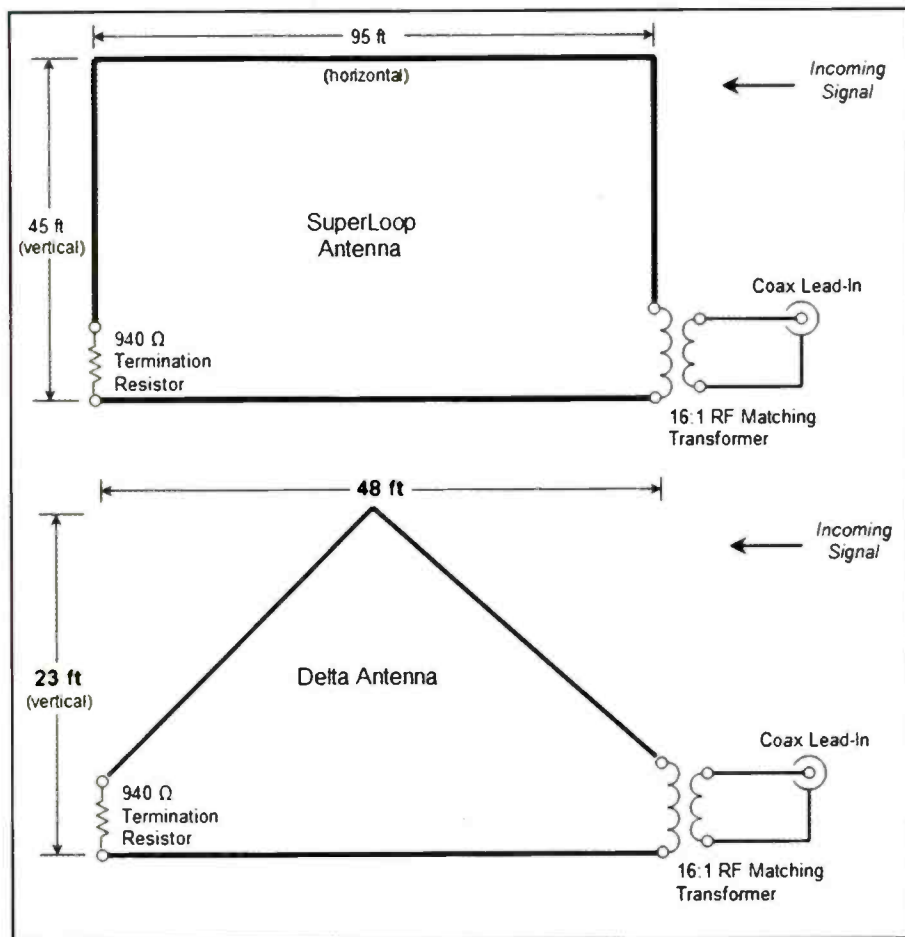 95 ft
(horizontal)
Incoming
Signal
45 ft
(vertical)
SuperLoop
Antenna
Coax Lead-In
940 Ω
Termination
Resistor
16:1 RF Matching
Transformer
48 ft
Incoming
Signal
23 ft
(vertical)
Delta Antenna
Coax Lead-In
940 Ω
Termination
Resistor
16:1 RF Matching
Transformer